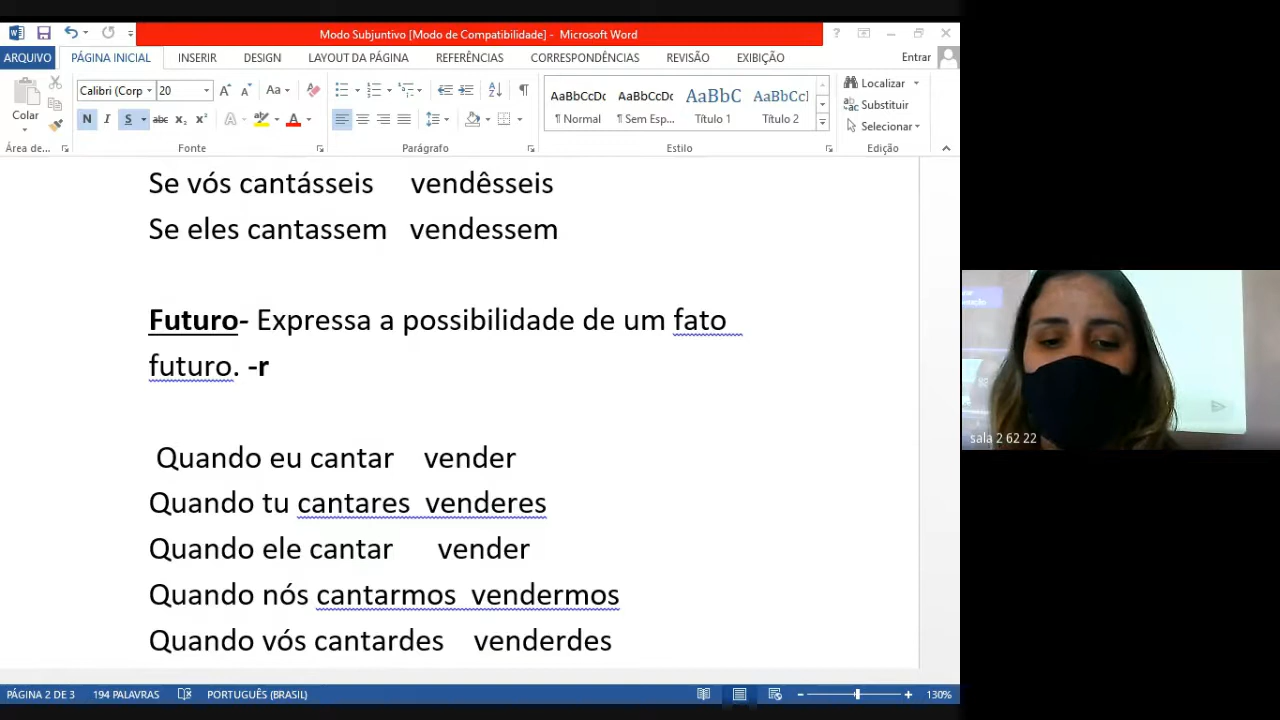 Modo Subjuntivo [Modo de Compatibilidade] - Microsoft Word
ARQUIVO PÁGINA INICIAL INSERIR DESIGN LAYOUT DA PÁGINA REFERÊNCIAS CORRESPONDÊNCIAS REVISÃO EXIBIÇÃO Entrar
Colar
Calibri (Corp 20
N I S abc x₂ x² A A
AaBbCcDc AaBbCcDc AaBbC AaBbCcI
¶ Normal ¶ Sem Esp... Título 1 Título 2
Localizar
Substituir
Selecionar
Área de... Fonte Parágrafo Estilo Edição
Se vós cantásseis vendêsseis
Se eles cantassem vendessem
Futuro- Expressa a possibilidade de um fato
futuro. -r
Quando eu cantar vender
Quando tu cantares venderes
Quando ele cantar vender
Quando nós cantarmos vendermos
Quando vós cantardes venderdes
PÁGINA 2 DE 3 194 PALAVRAS PORTUGUÊS (BRASIL) 130%
sala 2 62 22